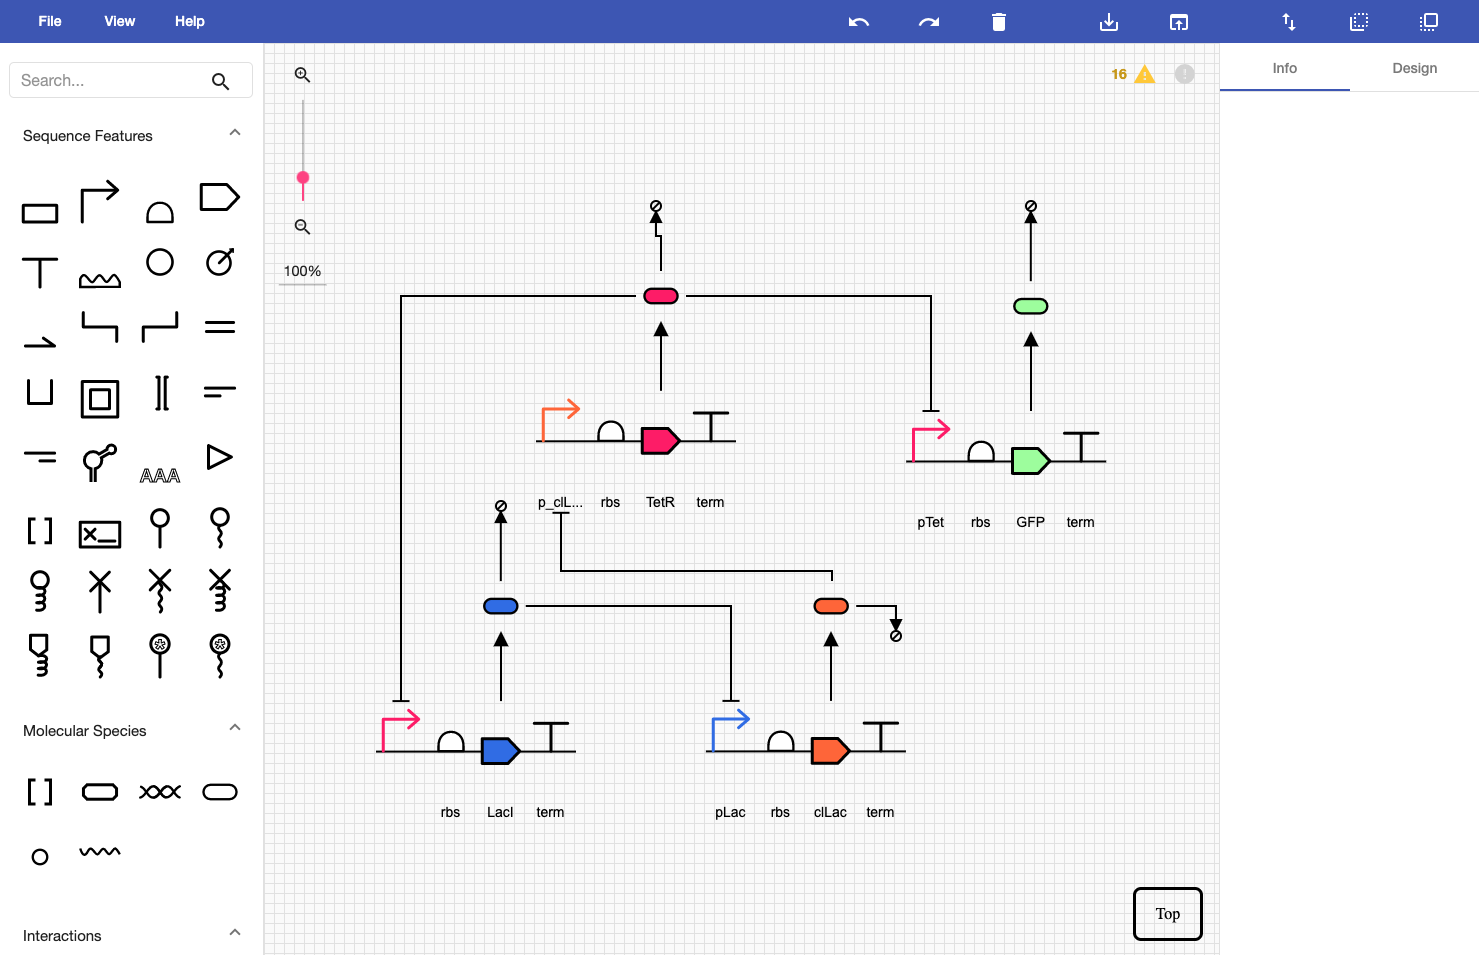 File View Help
Search...
16
Info Design
Sequence Features
100%
AAA
p_clL... rbs TetR term
pTet rbs GFP term
rbs LacI term
pLac rbs clLac term
Molecular Species
Interactions
Top